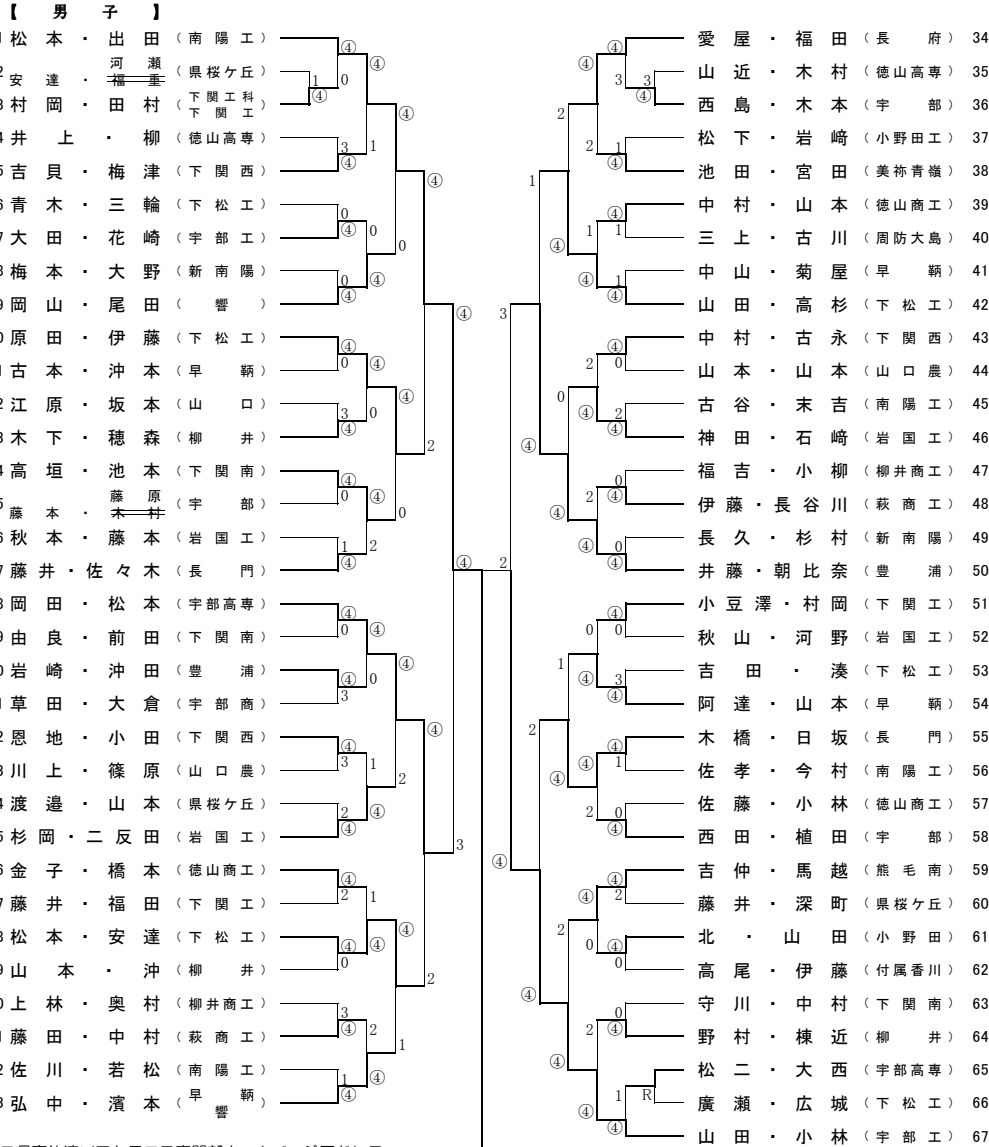 【 男 子 】
松本・出田 (南陽工)
河瀬
安達・福重 (県桜ケ丘)
村岡・田村 (下関工科 下関工)
井上・柳 (徳山高専)
吉貝・梅津 (下関西)
青木・三輪 (下松工)
大田・花崎 (宇部工)
梅本・大野 (新南陽)
岡山・尾田 (響)
原田・伊藤 (下松工)
古本・沖本 (早鞆)
江原・坂本 (山口)
木下・穂森 (柳井)
高垣・池本 (下関南)
藤原
藤本・木村 (宇部)
秋本・藤本 (岩国工)
藤井・佐々木 (長門)
岡田・松本 (宇部高専)
由良・前田 (下関南)
岩崎・沖田 (豊浦)
草田・大倉 (宇部商)
恩地・小田 (下関西)
川上・篠原 (山口農)
渡邉・山本 (県桜ケ丘)
杉岡・二反田 (岩国工)
金子・橋本 (徳山商工)
藤井・福田 (下関工)
松本・安達 (下松工)
山本・沖 (柳井)
上林・奥村 (柳井商工)
藤田・中村 (萩商工)
佐川・若松 (南陽工)
弘中・濱本 (早鞆 響)
愛屋・福田 (長府) 34
山近・木村 (徳山高専) 35
西島・木本 (宇部) 36
松下・岩﨑 (小野田工) 37
池田・宮田 (美祢青嶺) 38
中村・山本 (徳山商工) 39
三上・古川 (周防大島) 40
中山・菊屋 (早鞆) 41
山田・高杉 (下松工) 42
中村・古永 (下関西) 43
山本・山本 (山口農) 44
古谷・末吉 (南陽工) 45
神田・石﨑 (岩国工) 46
福吉・小柳 (柳井商工) 47
伊藤・長谷川 (萩商工) 48
長久・杉村 (新南陽) 49
井藤・朝比奈 (豊浦) 50
小豆澤・村岡 (下関工) 51
秋山・河野 (岩国工) 52
吉田・湊 (下松工) 53
阿達・山本 (早鞆) 54
木橋・日坂 (長門) 55
佐孝・今村 (南陽工) 56
佐藤・小林 (徳山商工) 57
西田・植田 (宇部) 58
吉仲・馬越 (熊毛南) 59
藤井・深町 (県桜ケ丘) 60
北・山田 (小野田) 61
高尾・伊藤 (付属香川) 62
守川・中村 (下関南) 63
野村・棟近 (柳井) 64
松二・大西 (宇部高専) 65
廣瀬・広城 (下松工) 66
山田・小林 (宇部工) 67